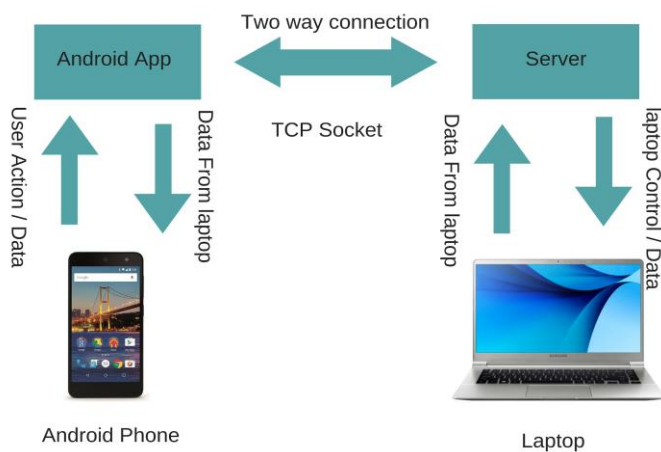 Two way connection
Android App
Server
TCP Socket
User Action / Data
Data From laptop
Data From laptop
laptop Control / Data
Android Phone
Laptop